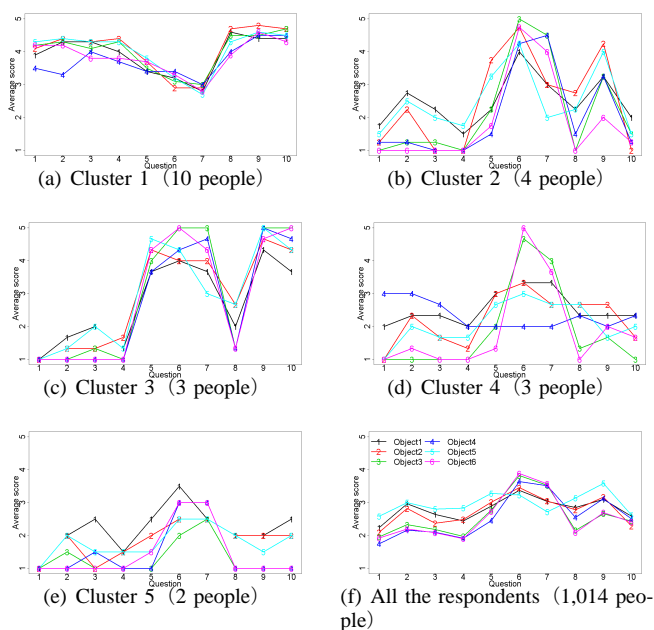 Average score
1 2 3 4 5
1 2 3 4 5 6 7 8 9 10
Question
(a) Cluster 1（10 people）
Average score
1 2 3 4 5
1 2 3 4 5 6 7 8 9 10
Question
(b) Cluster 2（4 people）
Average score
1 2 3 4 5
1 2 3 4 5 6 7 8 9 10
Question
(c) Cluster 3（3 people）
Average score
1 2 3 4 5
1 2 3 4 5 6 7 8 9 10
Question
(d) Cluster 4（3 people）
Average score
1 2 3 4 5
1 2 3 4 5 6 7 8 9 10
Question
(e) Cluster 5（2 people）
Average score
1 2 3 4 5
1 Object1 4 Object4
2 Object2 5 Object5
3 Object3 6 Object6
1 2 3 4 5 6 7 8 9 10
Question
(f) All the respondents（1,014 peo-
ple）